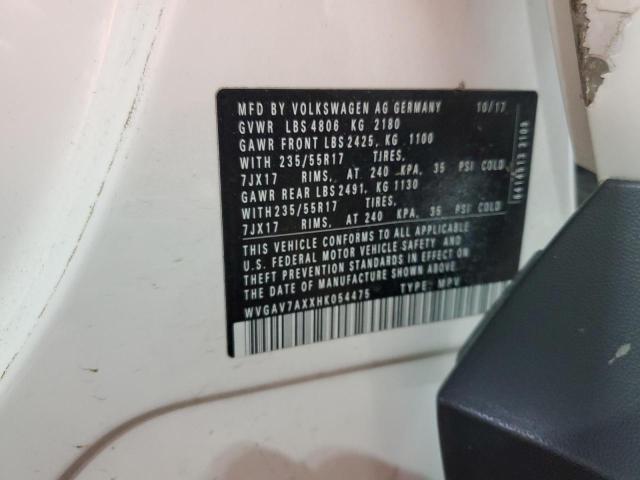 MFD BY VOLKSWAGEN AG GERMANY 10/17
GVWR LBS 4806 KG 2180
GAWR FRONT LBS 2425, KG 1100
WITH 235/55R17 TIRES,
7JX17 RIMS, AT 240 KPA, 35 PSI COLD
GAWR REAR LBS 2491, KG 1130
WITH 235/55R17 TIRES,
7JX17 RIMS, AT 240 KPA, 35 PSI COLD
THIS VEHICLE CONFORMS TO ALL APPLICABLE
U.S. FEDERAL MOTOR VEHICLE SAFETY AND
THEFT PREVENTION STANDARDS IN EFFECT ON
THE DATE OF MANUFACTURE SHOWN ABOVE.
WVGAV7AXXHK054475 TYPE: MPV